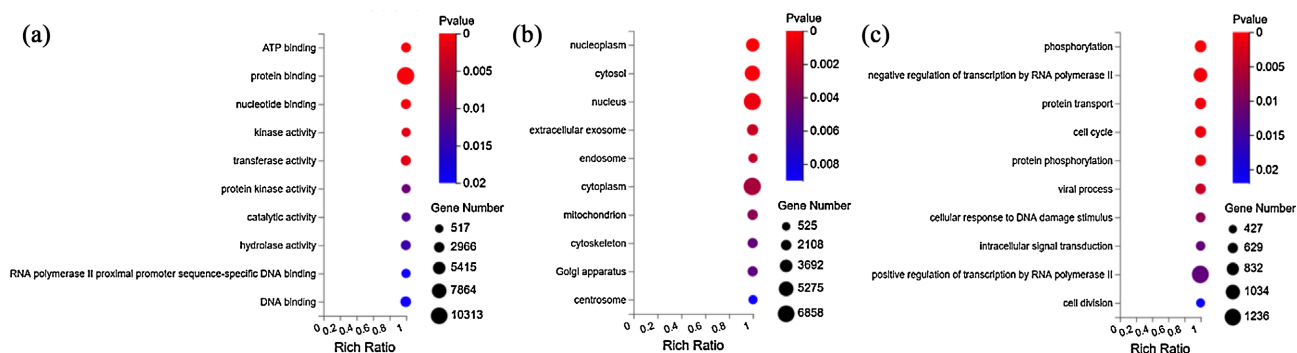 (a)
ATP binding
protein binding
nucleotide binding
kinase activity
transferase activity
protein kinase activity
catalytic activity
hydrolase activity
RNA polymerase II proximal promoter sequence-specific DNA binding
DNA binding
0 0.2 0.4 0.6 0.8 1
Rich Ratio
Pvalue
0
0.005
0.01
0.015
0.02
Gene Number
517
2966
5415
7864
10313
(b)
nucleoplasm
cytosol
nucleus
extracellular exosome
endosome
cytoplasm
mitochondrion
cytoskeleton
Golgi apparatus
centrosome
0 0.2 0.4 0.6 0.8 1
Rich Ratio
Pvalue
0
0.002
0.004
0.006
0.008
Gene Number
525
2108
3692
5275
6858
(c)
phosphorylation
negative regulation of transcription by RNA polymerase II
protein transport
cell cycle
protein phosphorylation
viral process
cellular response to DNA damage stimulus
intracellular signal transduction
positive regulation of transcription by RNA polymerase II
cell division
0 0.2 0.4 0.6 0.8 1
Rich Ratio
Pvalue
0
0.005
0.01
0.015
0.02
Gene Number
427
629
832
1034
1236